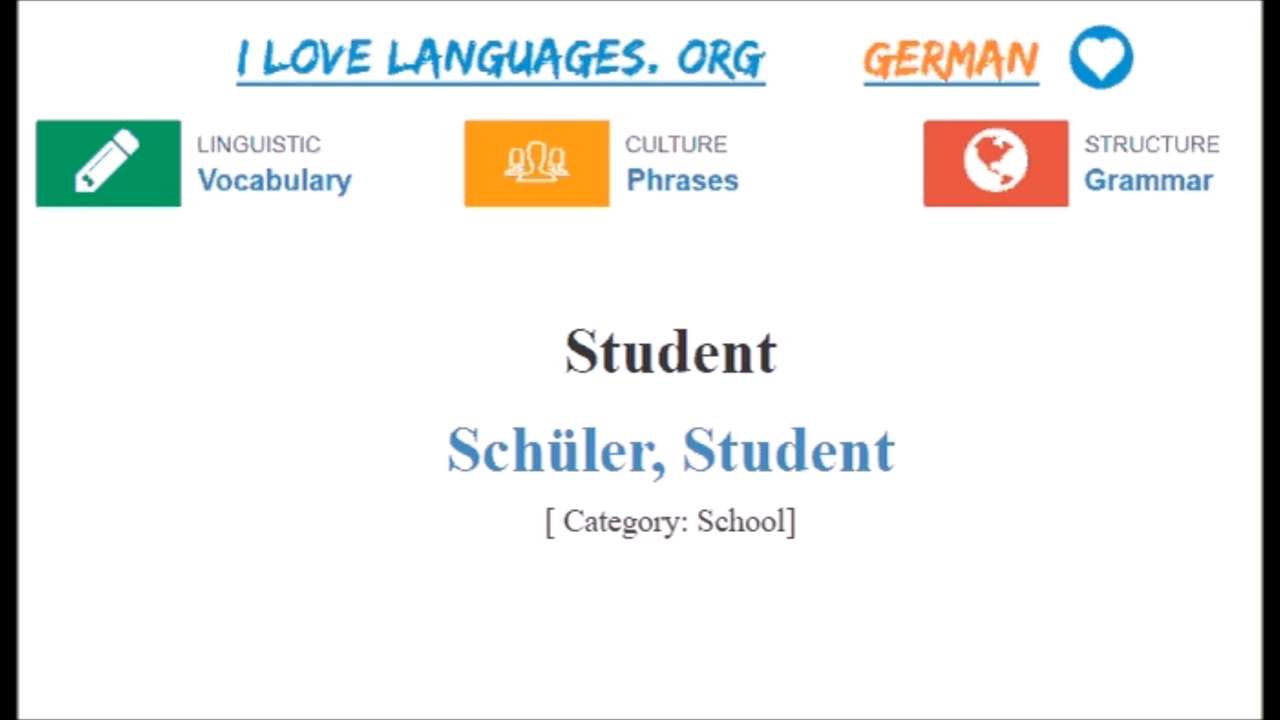 I LOVE LANGUAGES. ORG GERMAN
LINGUISTIC CULTURE STRUCTURE
Vocabulary Phrases Grammar
Student
Schüler, Student
[ Category: School]